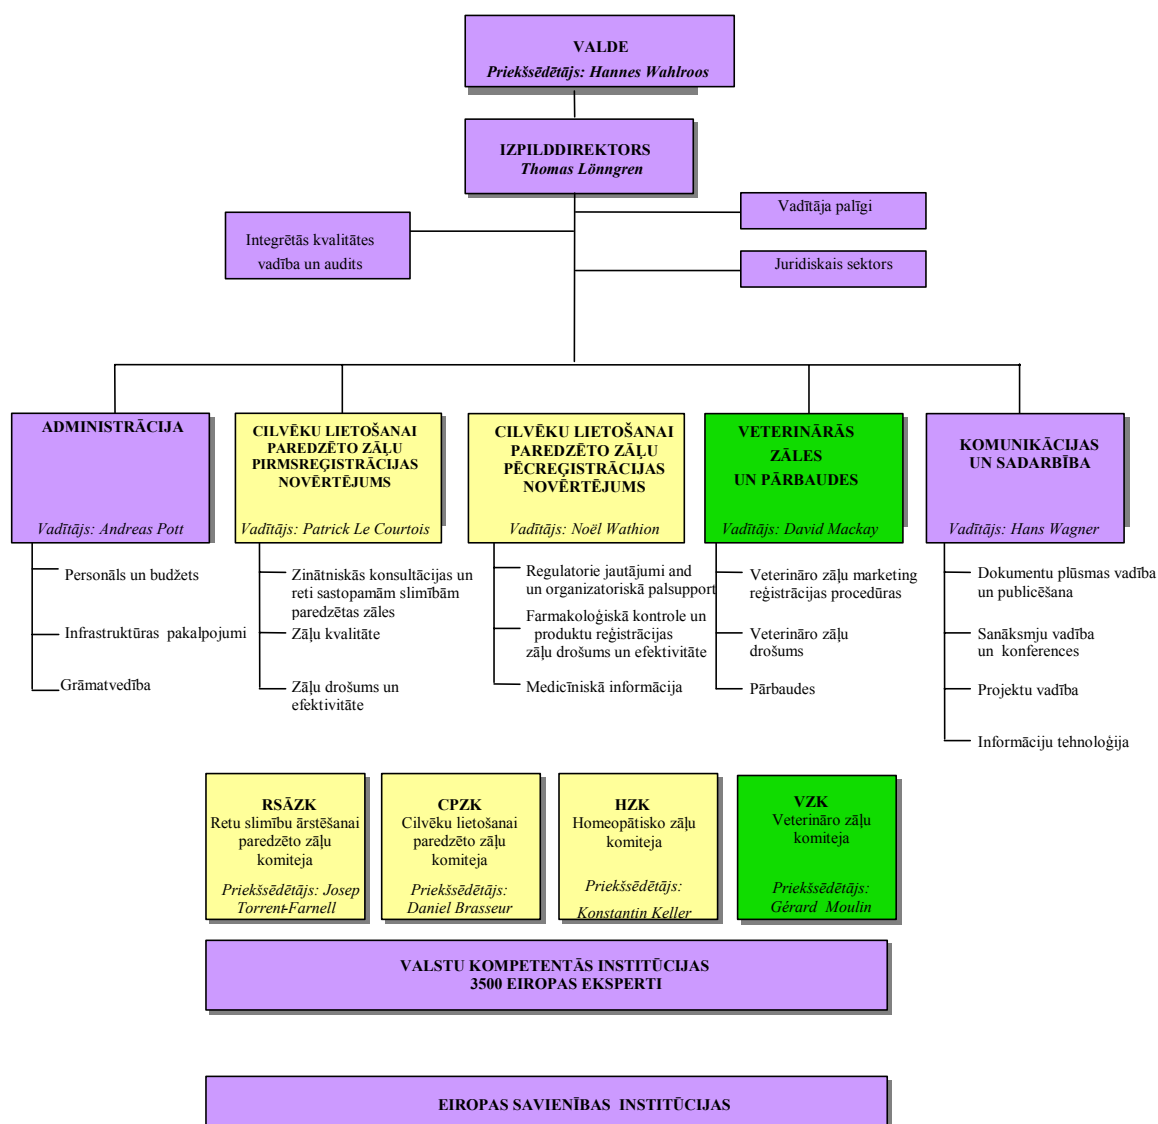 VALDE
Priekšsēdētājs: Hannes Wahlroos
IZPILDDIREKTORS
Thomas Lönngren
Vadītāja palīgi
Integrētās kvalitātes
vadība un audits
Juridiskais sektors
ADMINISTRĀCIJA
Vadītājs: Andreas Pott
CILVĒKU LIETOŠANAI
PAREDZĒTO ZĀĻU
PIRMSREĢISTRĀCIJAS
NOVĒRTĒJUMS
Vadītājs: Patrick Le Courtois
CILVĒKU LIETOŠANAI
PAREDZĒTO ZĀĻU
PĒCREĢISTRĀCIJAS
NOVĒRTĒJUMS
Vadītājs: Noël Wathion
VETERINĀRĀS
ZĀLES
UN PĀRBAUDES
Vadītājs: David Mackay
KOMUNIKĀCIJAS
UN SADARBĪBA
Vadītājs: Hans Wagner
Personāls un budžets
Infrastruktūras pakalpojumi
Grāmatvedība
Zinātniskās konsultācijas un
reti sastopamām slimībām
paredzētas zāles
Zāļu kvalitāte
Zāļu drošums un
efektivitāte
Regulatorie jautājumi and
un organizatoriskā palsupport
Farmakoloģiskā kontrole un
produktu reģistrācijas
zāļu drošums un efektivitāte
Medicīniskā informācija
Veterināro zāļu marketing
reģistrācijas procedūras
Veterināro zāļu
drošums
Pārbaudes
Dokumentu plūsmas vadība
un publicēšana
Sanāksmju vadība
un konferences
Projektu vadība
Informāciju tehnoloģija
RSĀZK
Retu slimību ārstēšanai
paredzēto zāļu
komiteja
Priekšsēdētājs: Josep
Torrent-Farnell
CPZK
Cilvēku lietošanai
paredzēto zāļu
komiteja
Priekšsēdētājs:
Daniel Brasseur
HZK
Homeopātisko zāļu
komiteja
Priekšsēdētājs:
Konstantin Keller
VZK
Veterināro zāļu
komiteja
Priekšsēdētājs:
Gérard Moulin
VALSTU KOMPETENTĀS INSTITŪCIJAS
3500 EIROPAS EKSPERTI
EIROPAS SAVIENĪBAS INSTITŪCIJAS